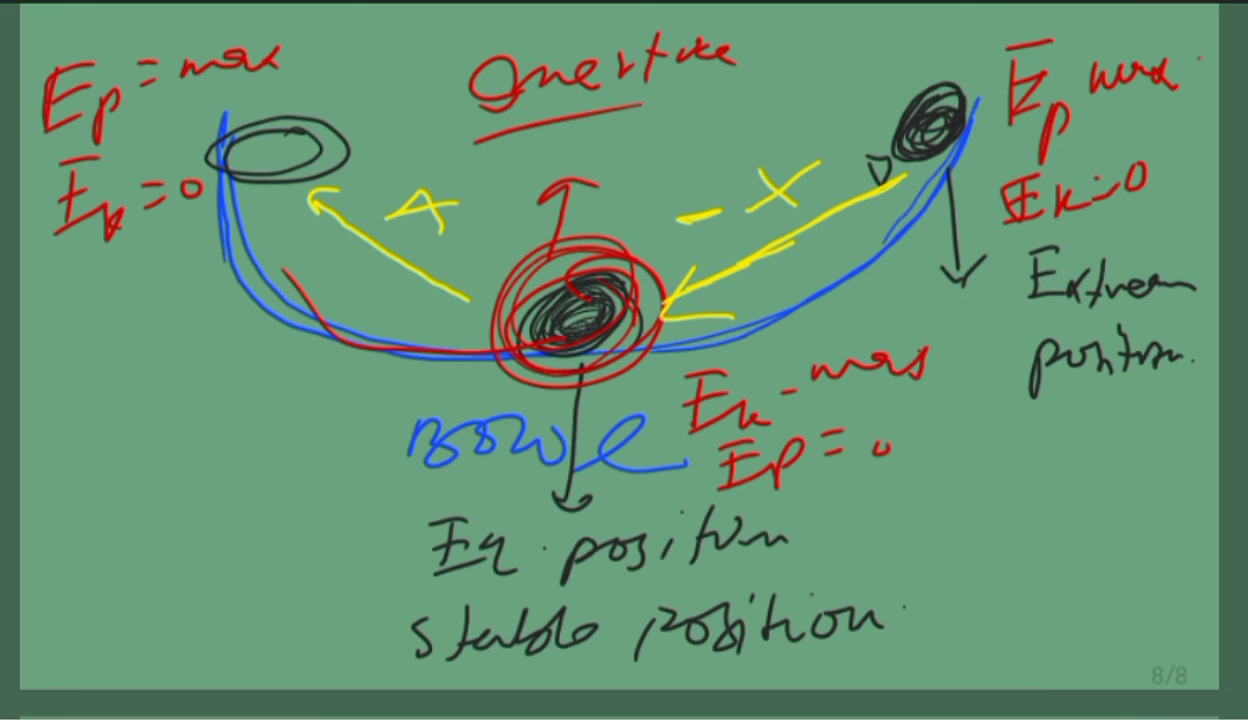 Ep = max
Ek = 0
Inertia
Ep max
Ek - 0
Extream
position.
A
- X
Bowl
Ek - max
Ep = 0
Eq. position
stable position.
8/8